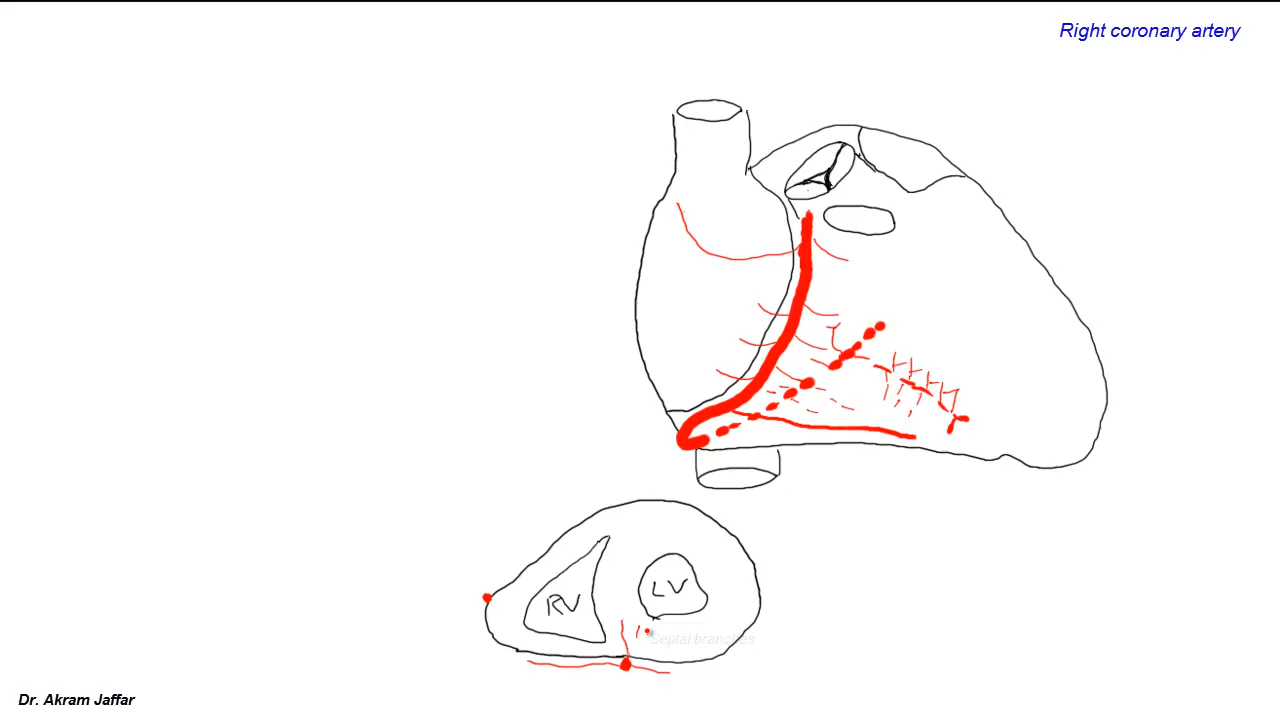 Right coronary artery
RV
LV
Septal branches
Dr. Akram Jaffar